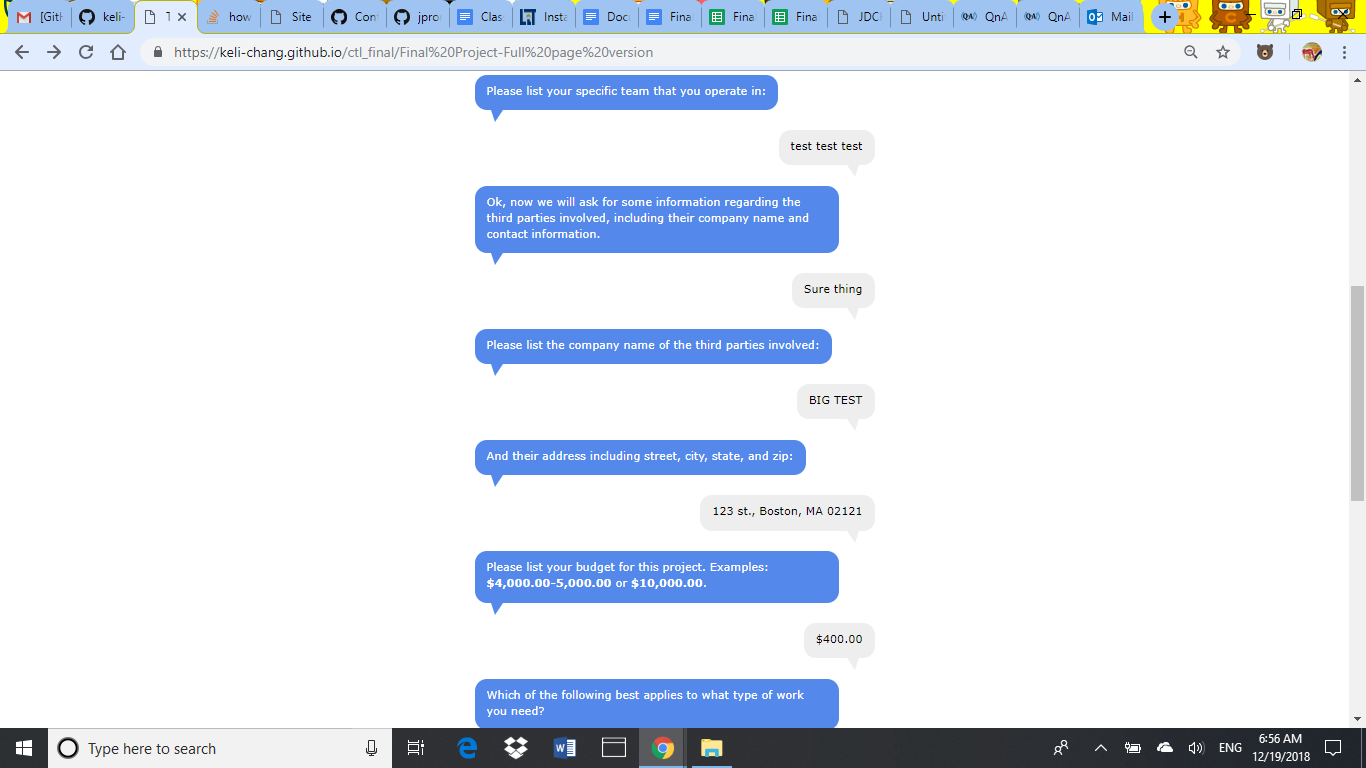 [Gith
keli-
T
how
Site
Con
jpro
Clas
Insta
Doc
Fina
Fina
Fina
JDCI
Unti
QnA
QnA
Mail
https://keli-chang.github.io/ctl_final/Final%20Project-Full%20page%20version
Please list your specific team that you operate in:
test test test
Ok, now we will ask for some information regarding the
third parties involved, including their company name and
contact information.
Sure thing
Please list the company name of the third parties involved:
BIG TEST
And their address including street, city, state, and zip:
123 st., Boston, MA 02121
Please list your budget for this project. Examples:
$4,000.00-5,000.00 or $10,000.00.
$400.00
Which of the following best applies to what type of work
you need?
Type here to search
ENG
6:56 AM
12/19/2018